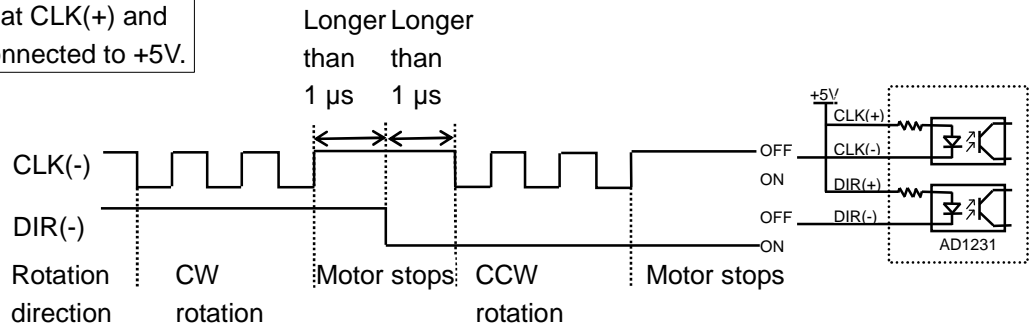 at CLK(+) and
connected to +5V.
Longer Longer
than than
1 µs 1 µs
CLK(-)
DIR(-)
OFF
ON
OFF
ON
Rotation direction
CW rotation
Motor stops
CCW rotation
Motor stops
+5V
CLK(+)
CLK(-)
DIR(+)
DIR(-)
AD1231